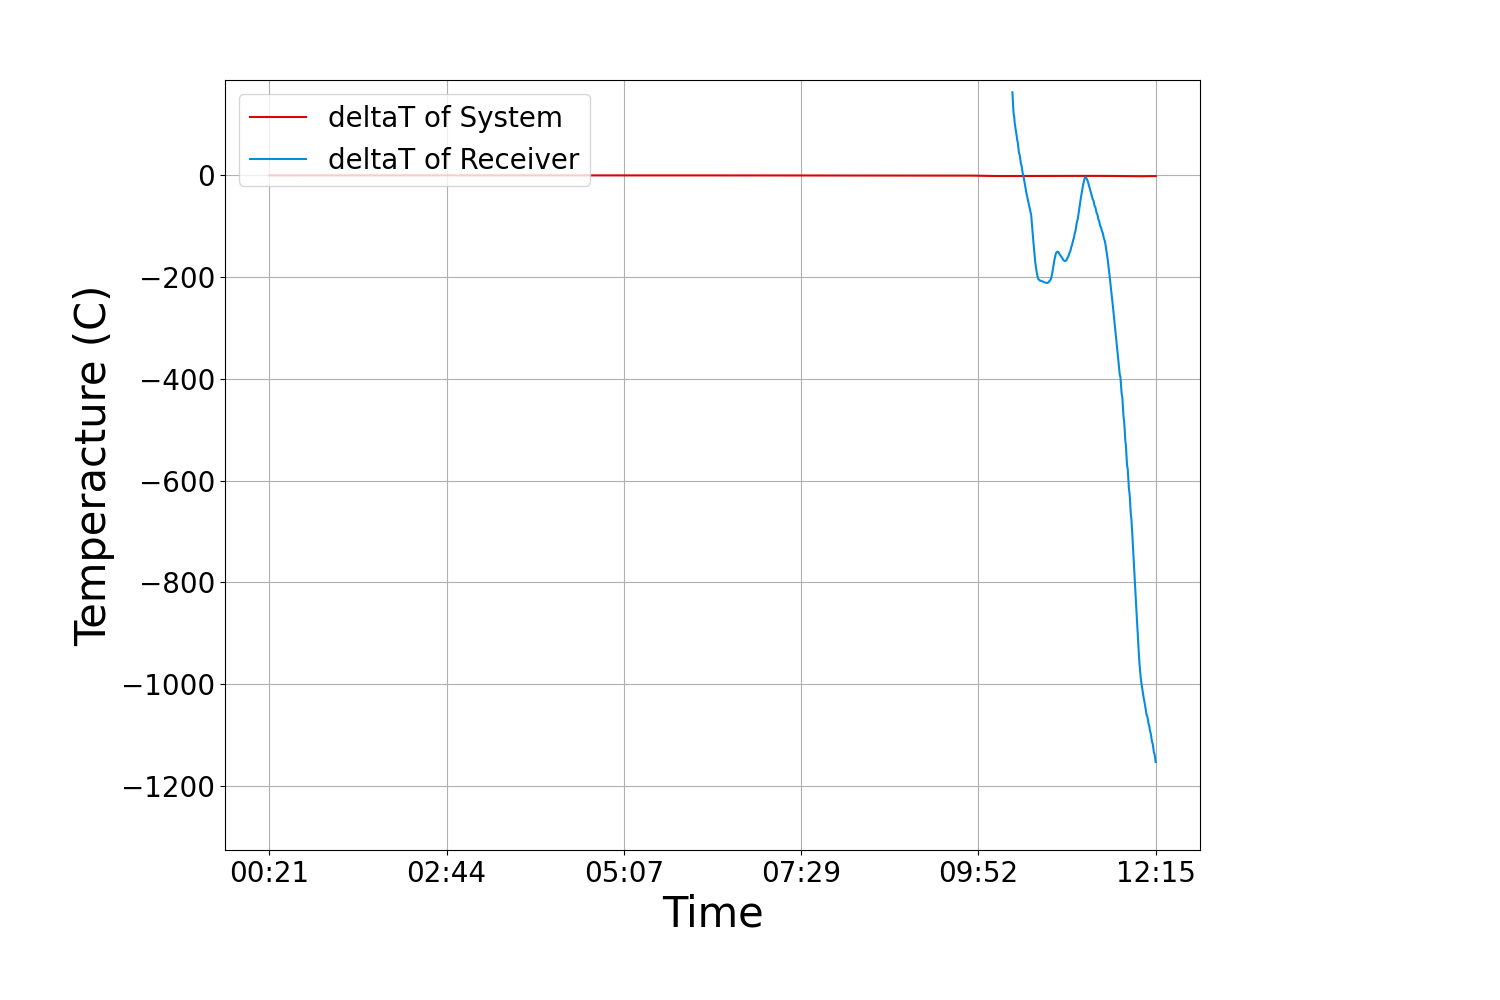 deltaT of System
deltaT of Receiver
0
−200
−400
−600
−800
−1000
−1200
Temperacture (C)
00:21 02:44 05:07 07:29 09:52 12:15
Time